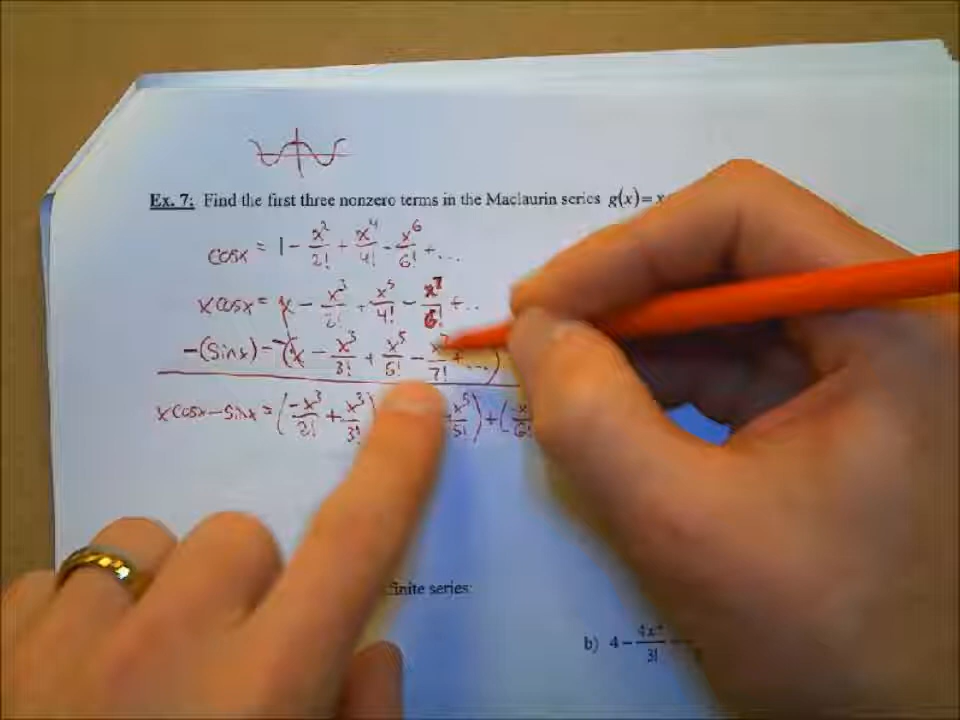 Ex. 7: Find the first three nonzero terms in the Maclaurin series g(x)= x
cosx = 1 - x²/2! + x⁴/4! - x⁶/6! + ...
xcosx = x - x³/2! + x⁵/4! - x⁷/6! + ...
-(sinx) = -(x - x³/3! + x⁵/5! - x⁷/7! + ...)
xcosx - sinx = (-x³/2! + x³/3!) x⁵/5!) + (-x/6!
finite series:
b) 4 - 4x²/3!